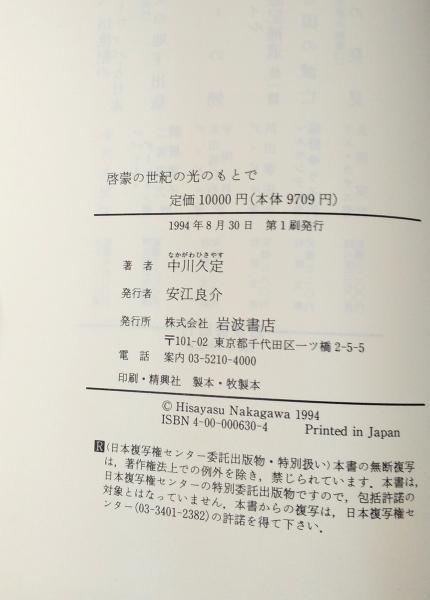 啓蒙の世紀の光のもとで
定価 10000 円(本体 9709 円)
1994 年 8 月 30 日 第 1 刷発行
なかがわひさやす
著 者 中川久定
発行者 安江良介
発行所 株式会社 岩波書店
〒101-02 東京都千代田区一ツ橋 2-5-5
電 話 案内 03-5210-4000
印刷・精興社 製本・牧製本
© Hisayasu Nakagawa 1994
ISBN 4-00-000630-4 Printed in Japan
R (日本複写権センター委託出版物・特別扱い) 本書の無断複写
は, 著作権法上での例外を除き, 禁じられています. 本書は,
日本複写権センターの特別委託出版物ですので, 包括許諾の
対象とはなっていません. 本書からの複写は, 日本複写権セ
ンター(03-3401-2382)の許諾を得て下さい.